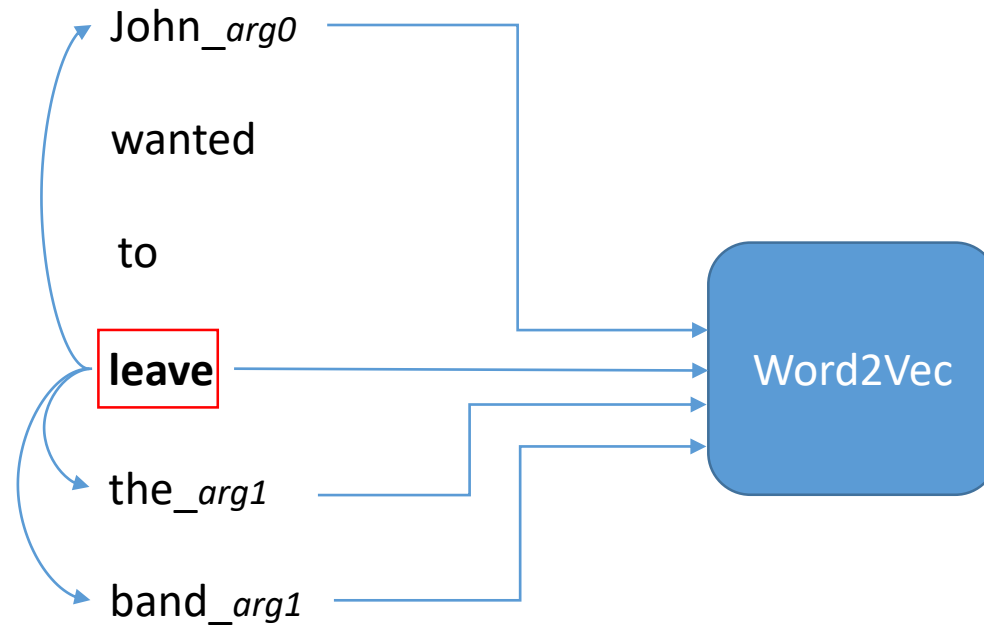 John_arg0
wanted
to
leave
Word2Vec
the_arg1
band_arg1